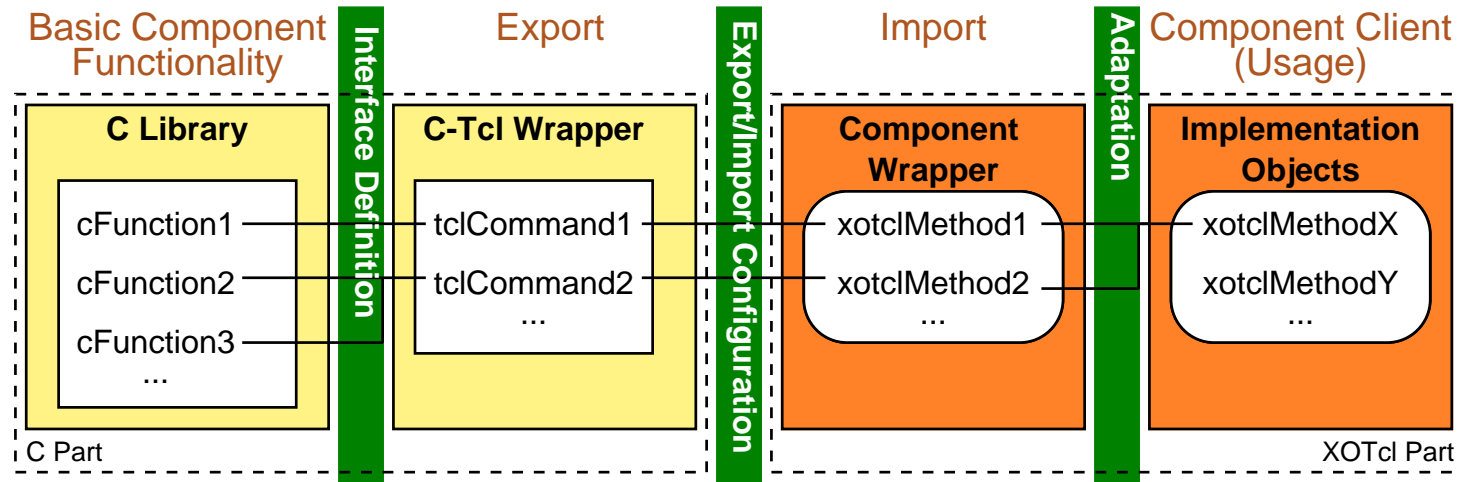 Basic Component
Functionality
Interface Definition
Export
Export/Import Configuration
Import
Adaptation
Component Client
(Usage)
C Library
cFunction1
cFunction2
cFunction3
...
C-Tcl Wrapper
tclCommand1
tclCommand2
...
Component
Wrapper
xotclMethod1
xotclMethod2
...
Implementation
Objects
xotclMethodX
xotclMethodY
...
C Part
XOTcl Part